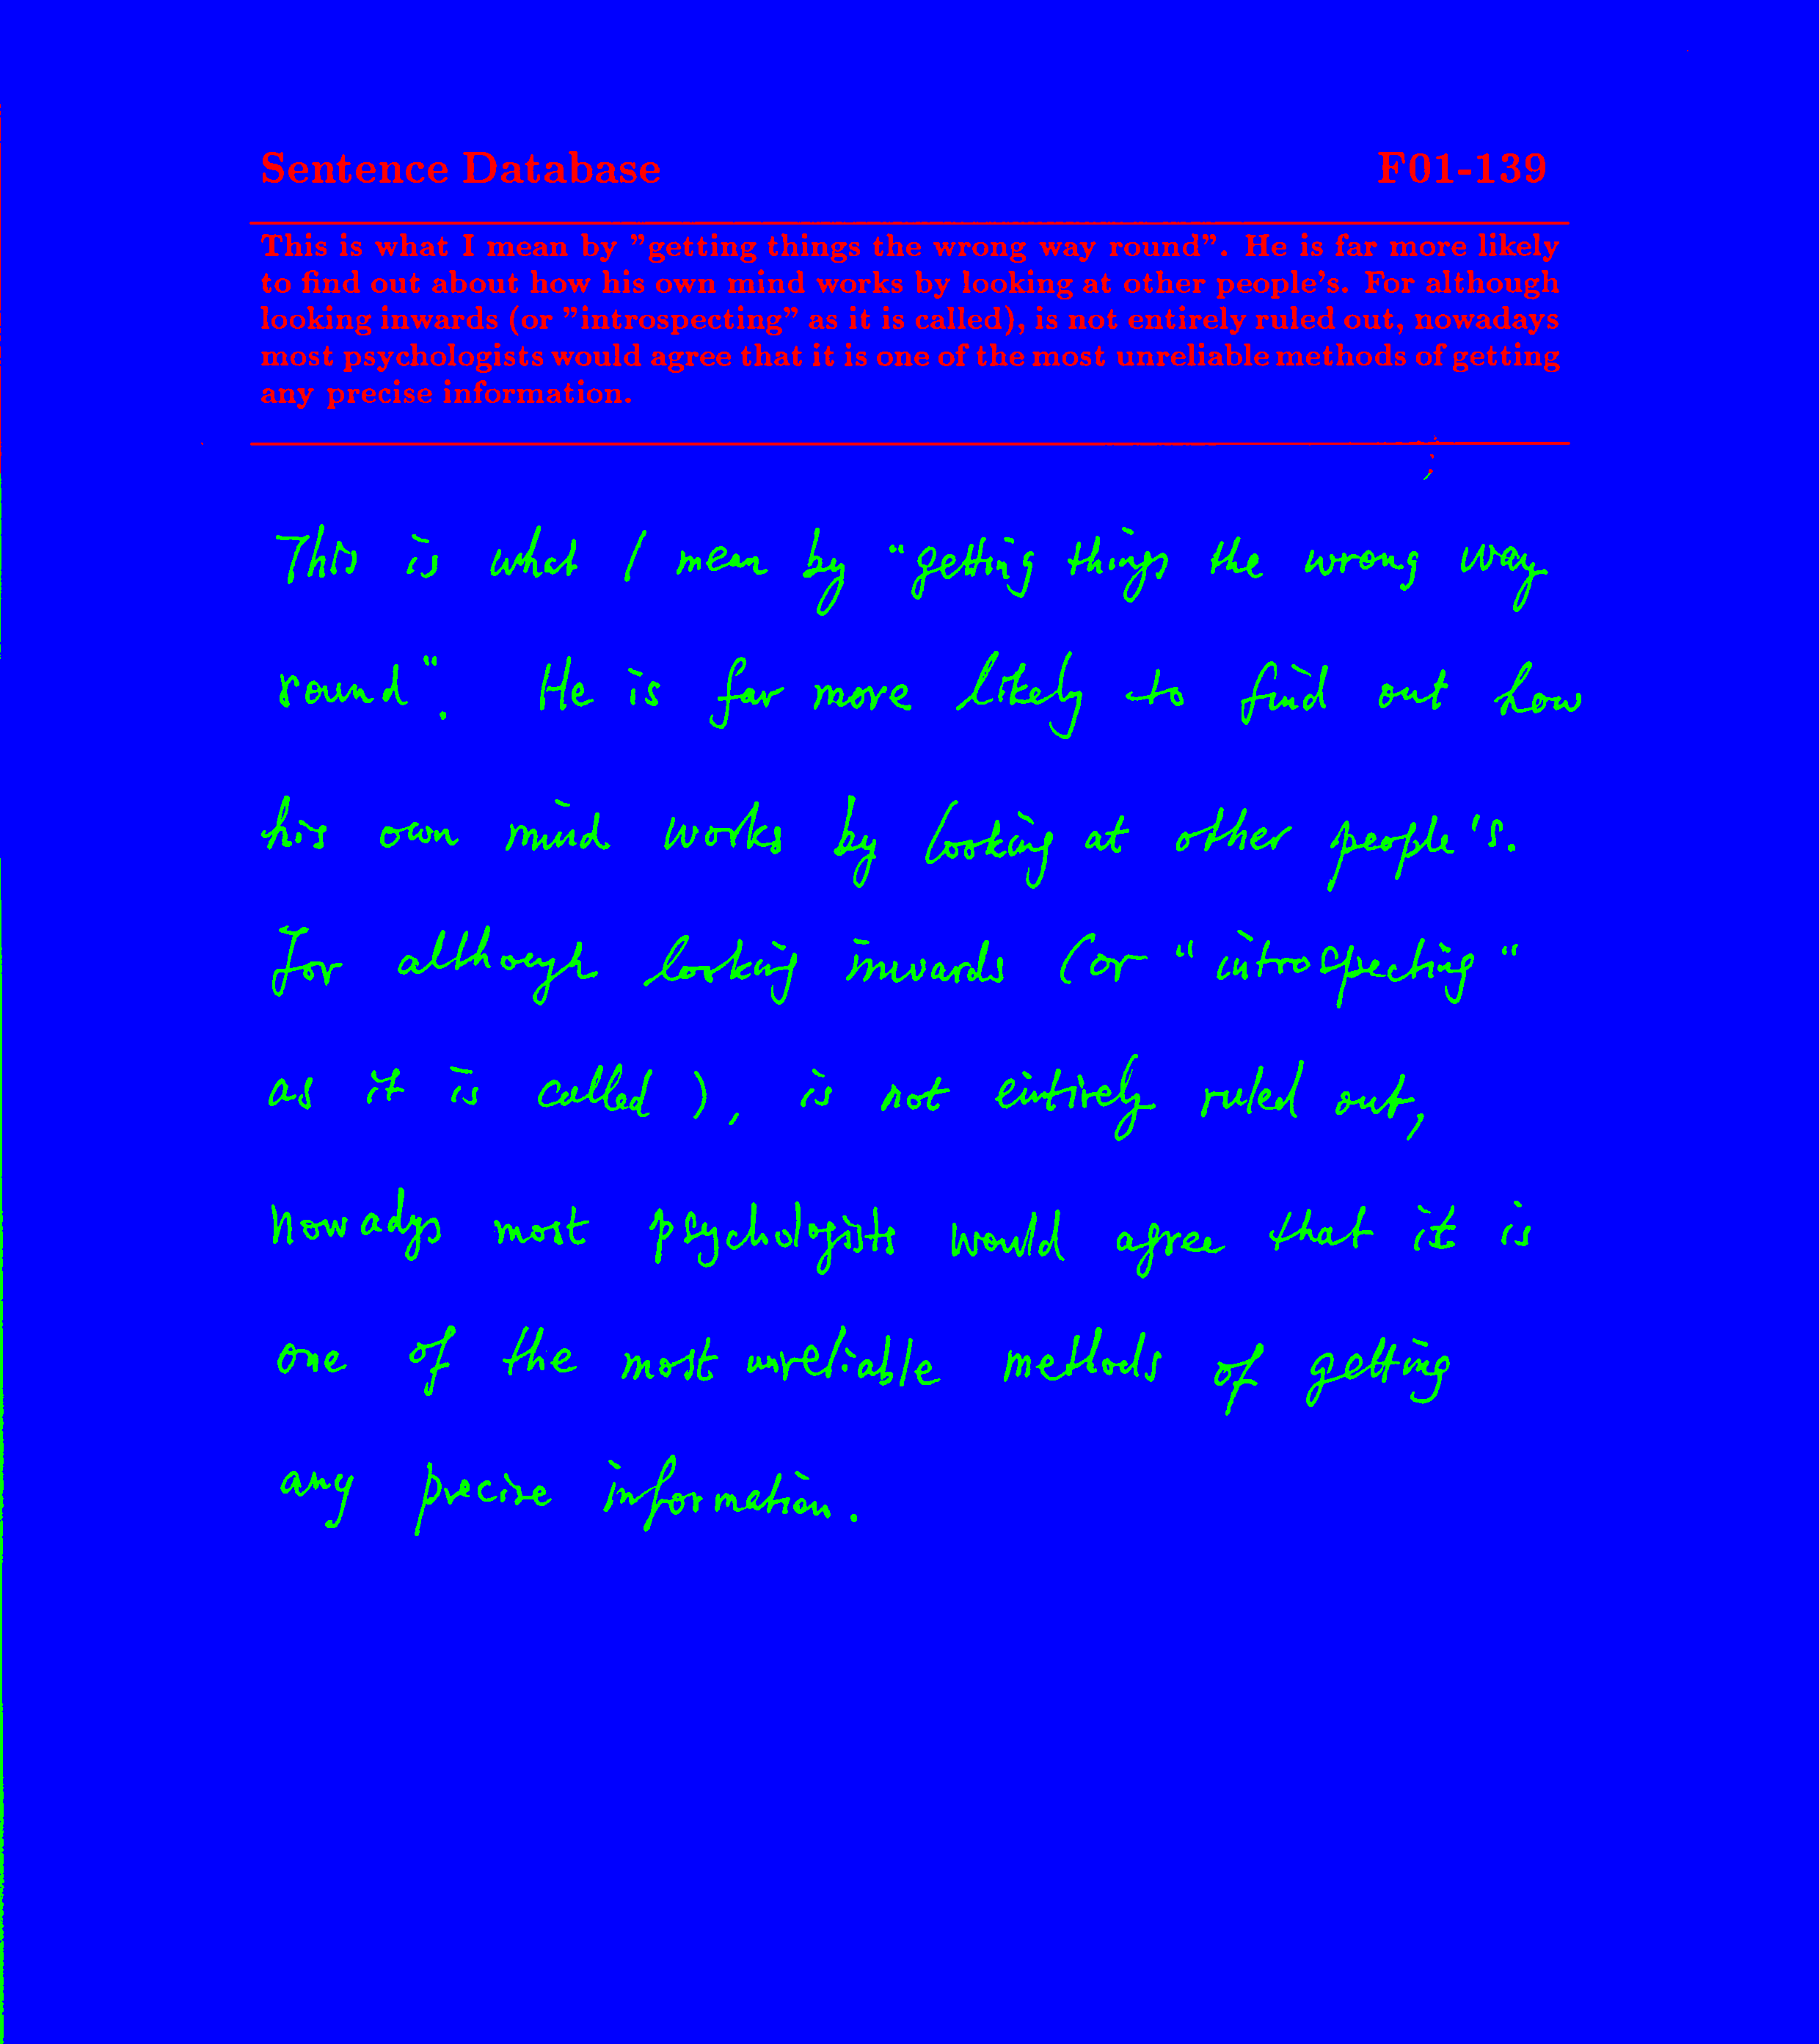 Sentence Database F01-139
This is what I mean by "getting things the wrong way round". He is far more likely
to find out about how his own mind works by looking at other people's. For although
looking inwards (or "introspecting" as it is called), is not entirely ruled out, nowadays
most psychologists would agree that it is one of the most unreliable methods of getting
any precise information.
This is what I mean by "getting things the wrong way
round". He is far more likely to find out how
his own mind works by looking at other people's.
For although looking inwards (or "introspecting"
as it is called), is not entirely ruled out,
nowadys most psychologists would agree that it is
one of the most unreliable methods of getting
any precise information.